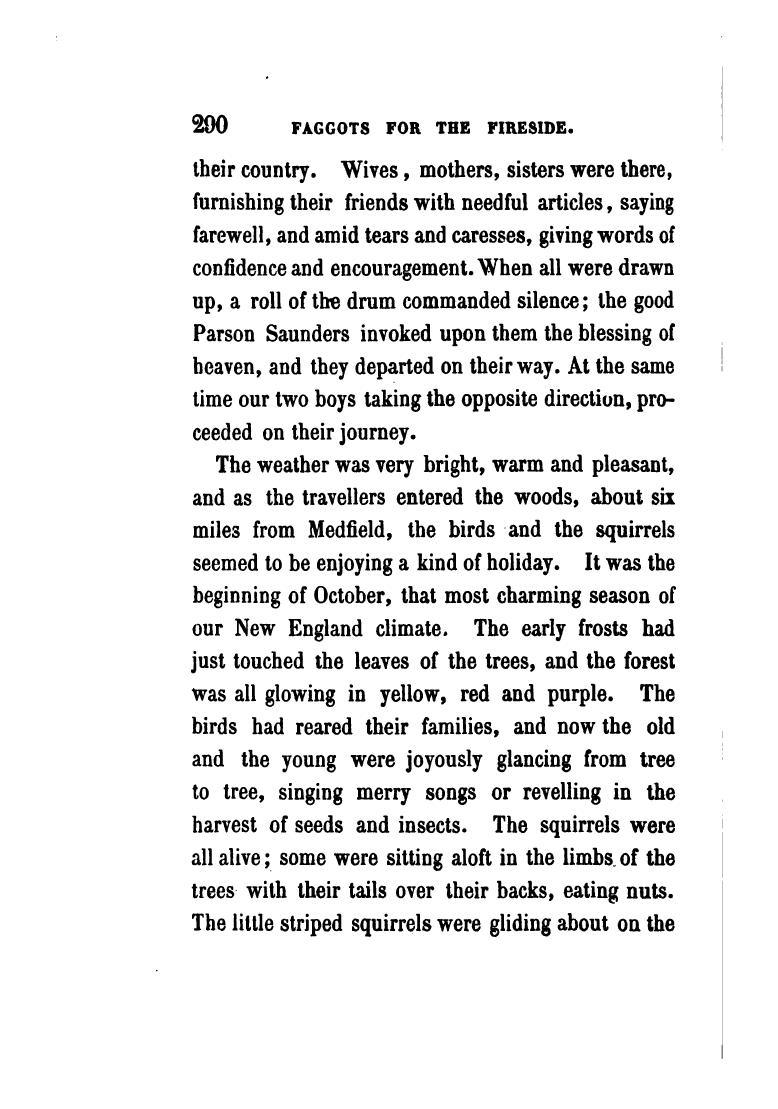 290 FAGGOTS FOR THE FIRESIDE.
their country. Wives, mothers, sisters were there,
furnishing their friends with needful articles, saying
farewell, and amid tears and caresses, giving words of
confidence and encouragement. When all were drawn
up, a roll of the drum commanded silence; the good
Parson Saunders invoked upon them the blessing of
heaven, and they departed on their way. At the same
time our two boys taking the opposite direction, pro-
ceeded on their journey.
The weather was very bright, warm and pleasant,
and as the travellers entered the woods, about six
miles from Medfield, the birds and the squirrels
seemed to be enjoying a kind of holiday. It was the
beginning of October, that most charming season of
our New England climate. The early frosts had
just touched the leaves of the trees, and the forest
was all glowing in yellow, red and purple. The
birds had reared their families, and now the old
and the young were joyously glancing from tree
to tree, singing merry songs or revelling in the
harvest of seeds and insects. The squirrels were
all alive; some were sitting aloft in the limbs of the
trees with their tails over their backs, eating nuts.
The little striped squirrels were gliding about on the